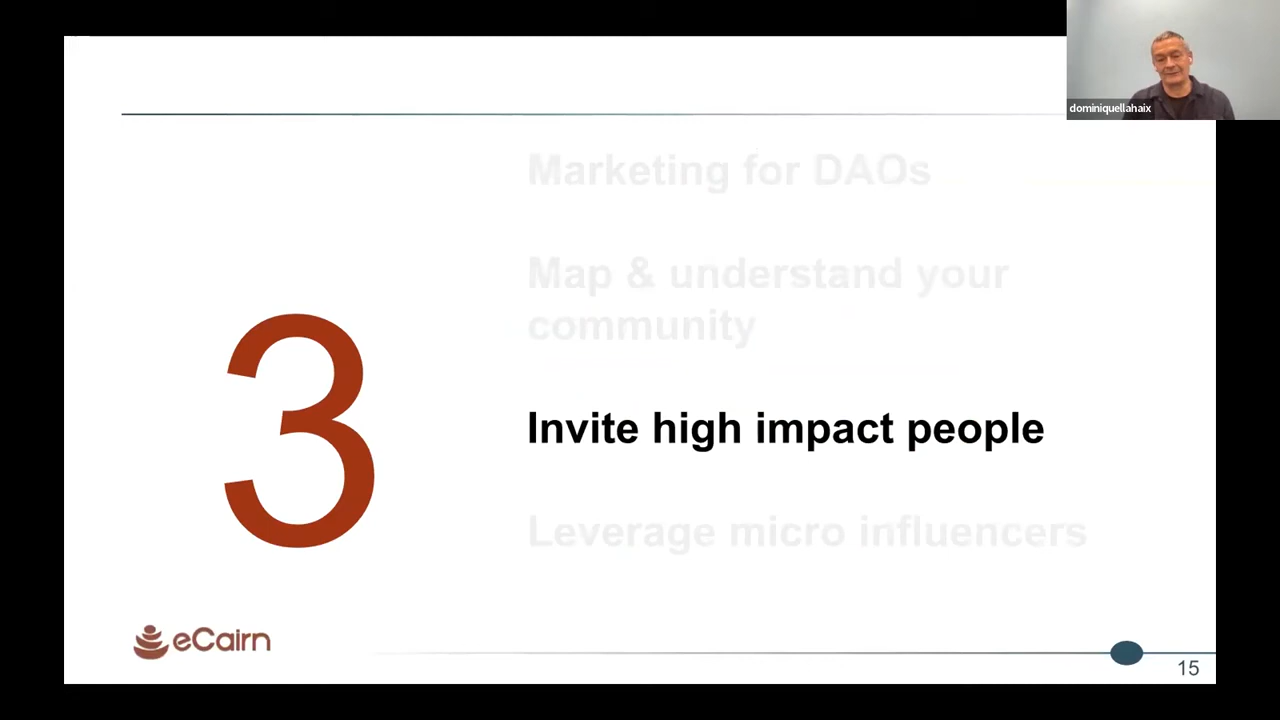 dominiquellahaix
Marketing for DAOs
Map & understand your
community
3
Invite high impact people
Leverage micro influencers
eCairn
15